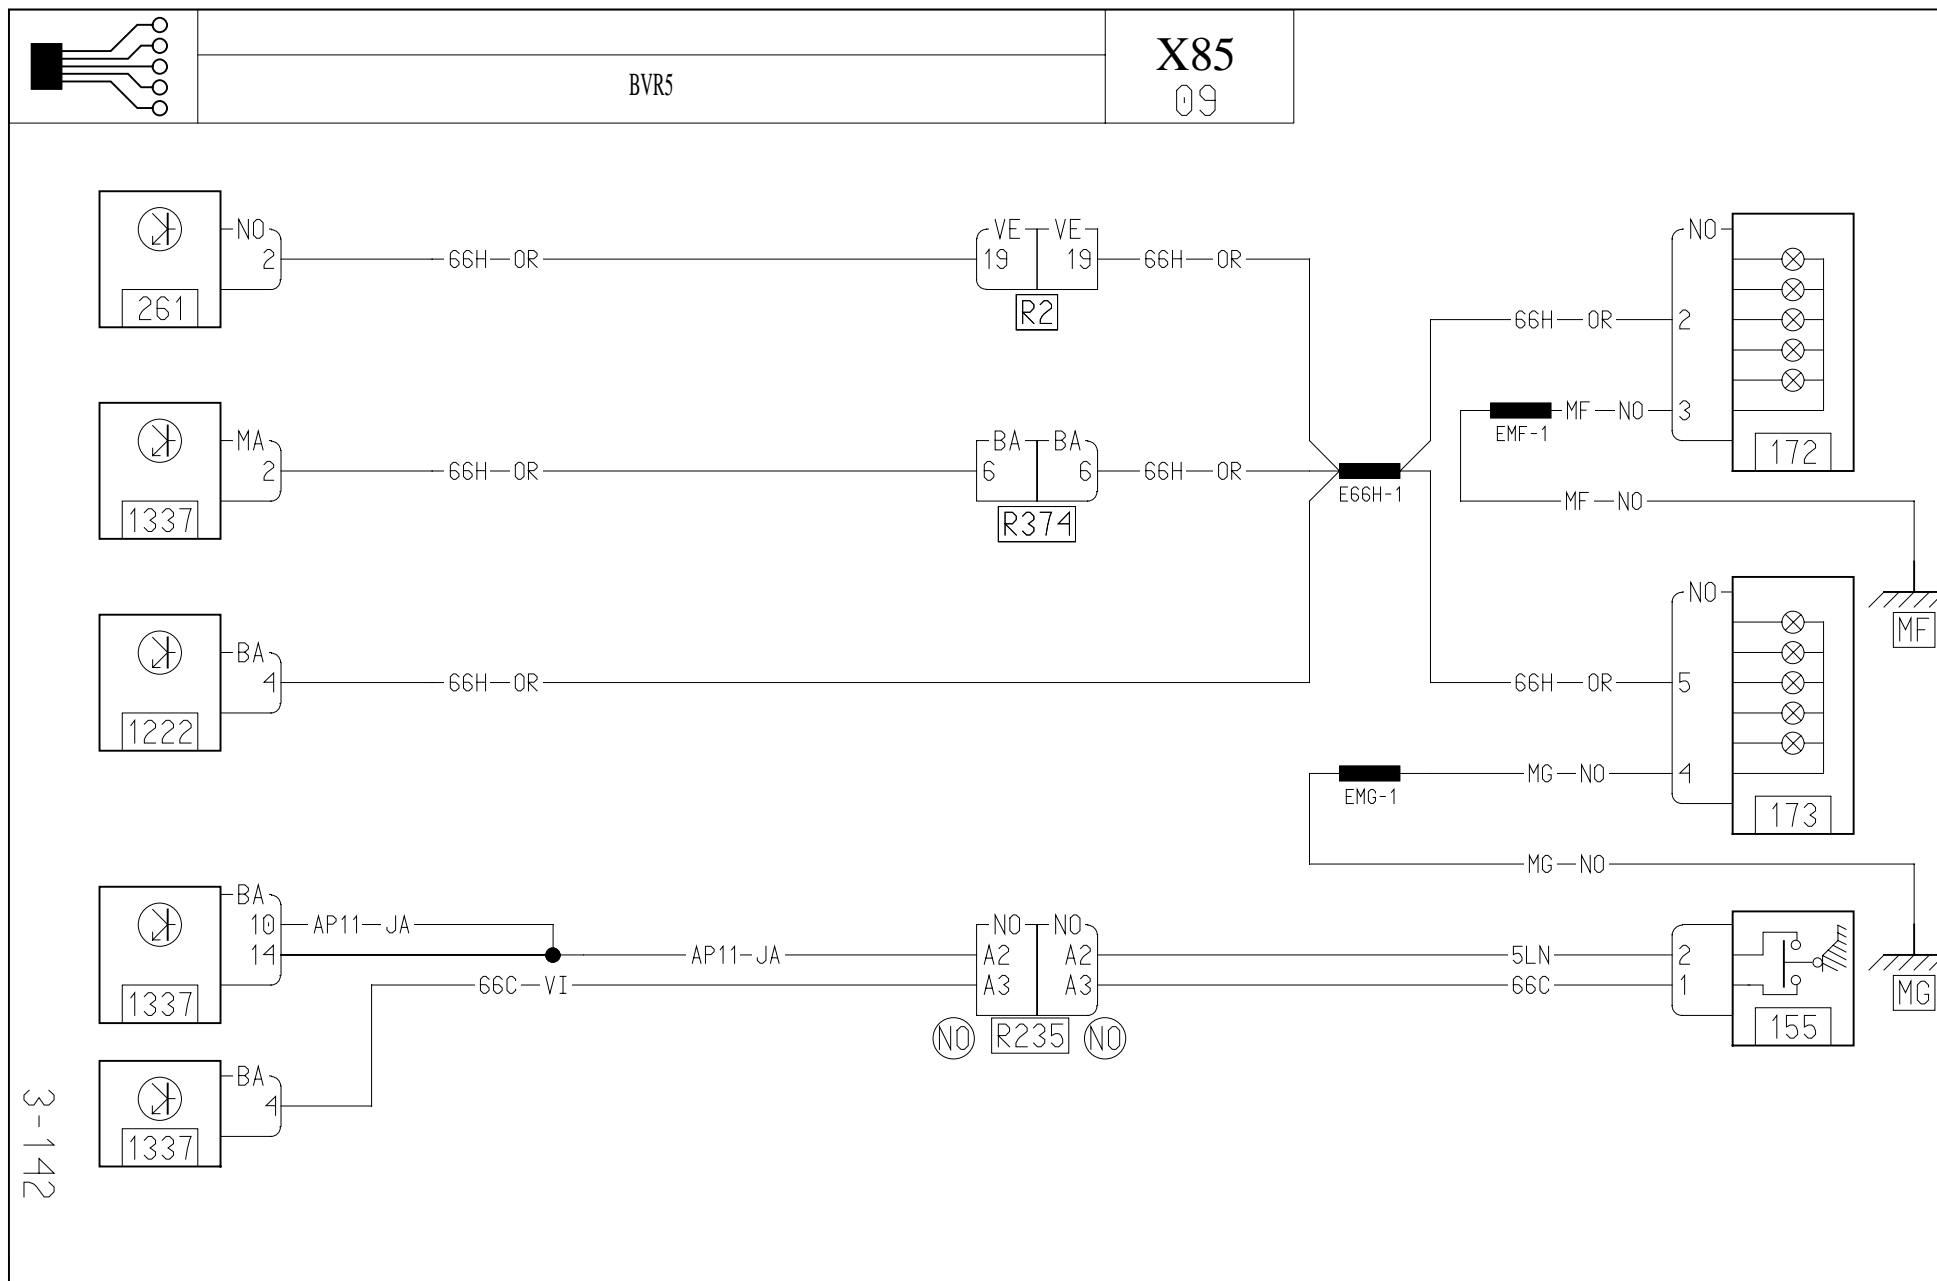 X85
BVR5
09
NO
2
66H OR
VE VE
19 19
66H OR
NO
261
R2
66H OR
2
MF NO
3
EMF-1
172
MA
2
66H OR
BA BA
6 6
66H OR
E66H-1
1337
R374
MF NO
MF
NO
BA
4
66H OR
66H OR
5
1222
MG NO
4
EMG-1
173
MG NO
MG
BA
10
AP11 JA
14
AP11-JA
NO NO
A2 A2
5LN
2
66C VI
A3 A3
66C
1
1337
NO R235 NO
155
BA
4
1337
3-142